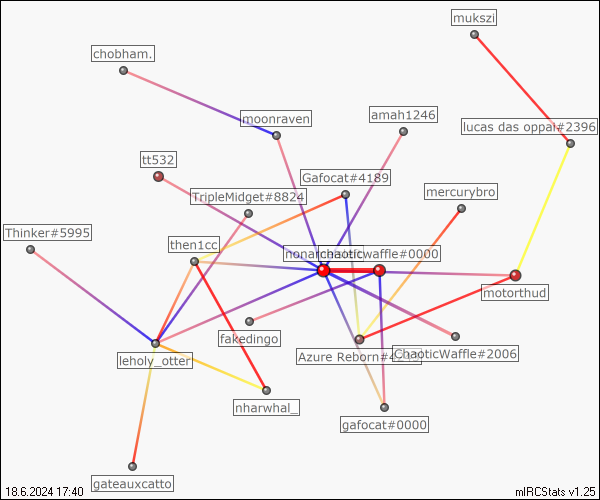 mukszi
chobham.
moonraven
amah1246
lucas das oppai#2396
tt532
Gafocat#4189
TripleMidget#8824
mercurybro
Thinker#5995
then1cc
chaoticwaffle#0000
motorthud
fakedingo
Azure Reborn#4
ChaoticWaffle#2006
leholy_otter
nharwhal_
gafocat#0000
gateauxcatto
18.6.2024 17:40
mIRCStats v1.25